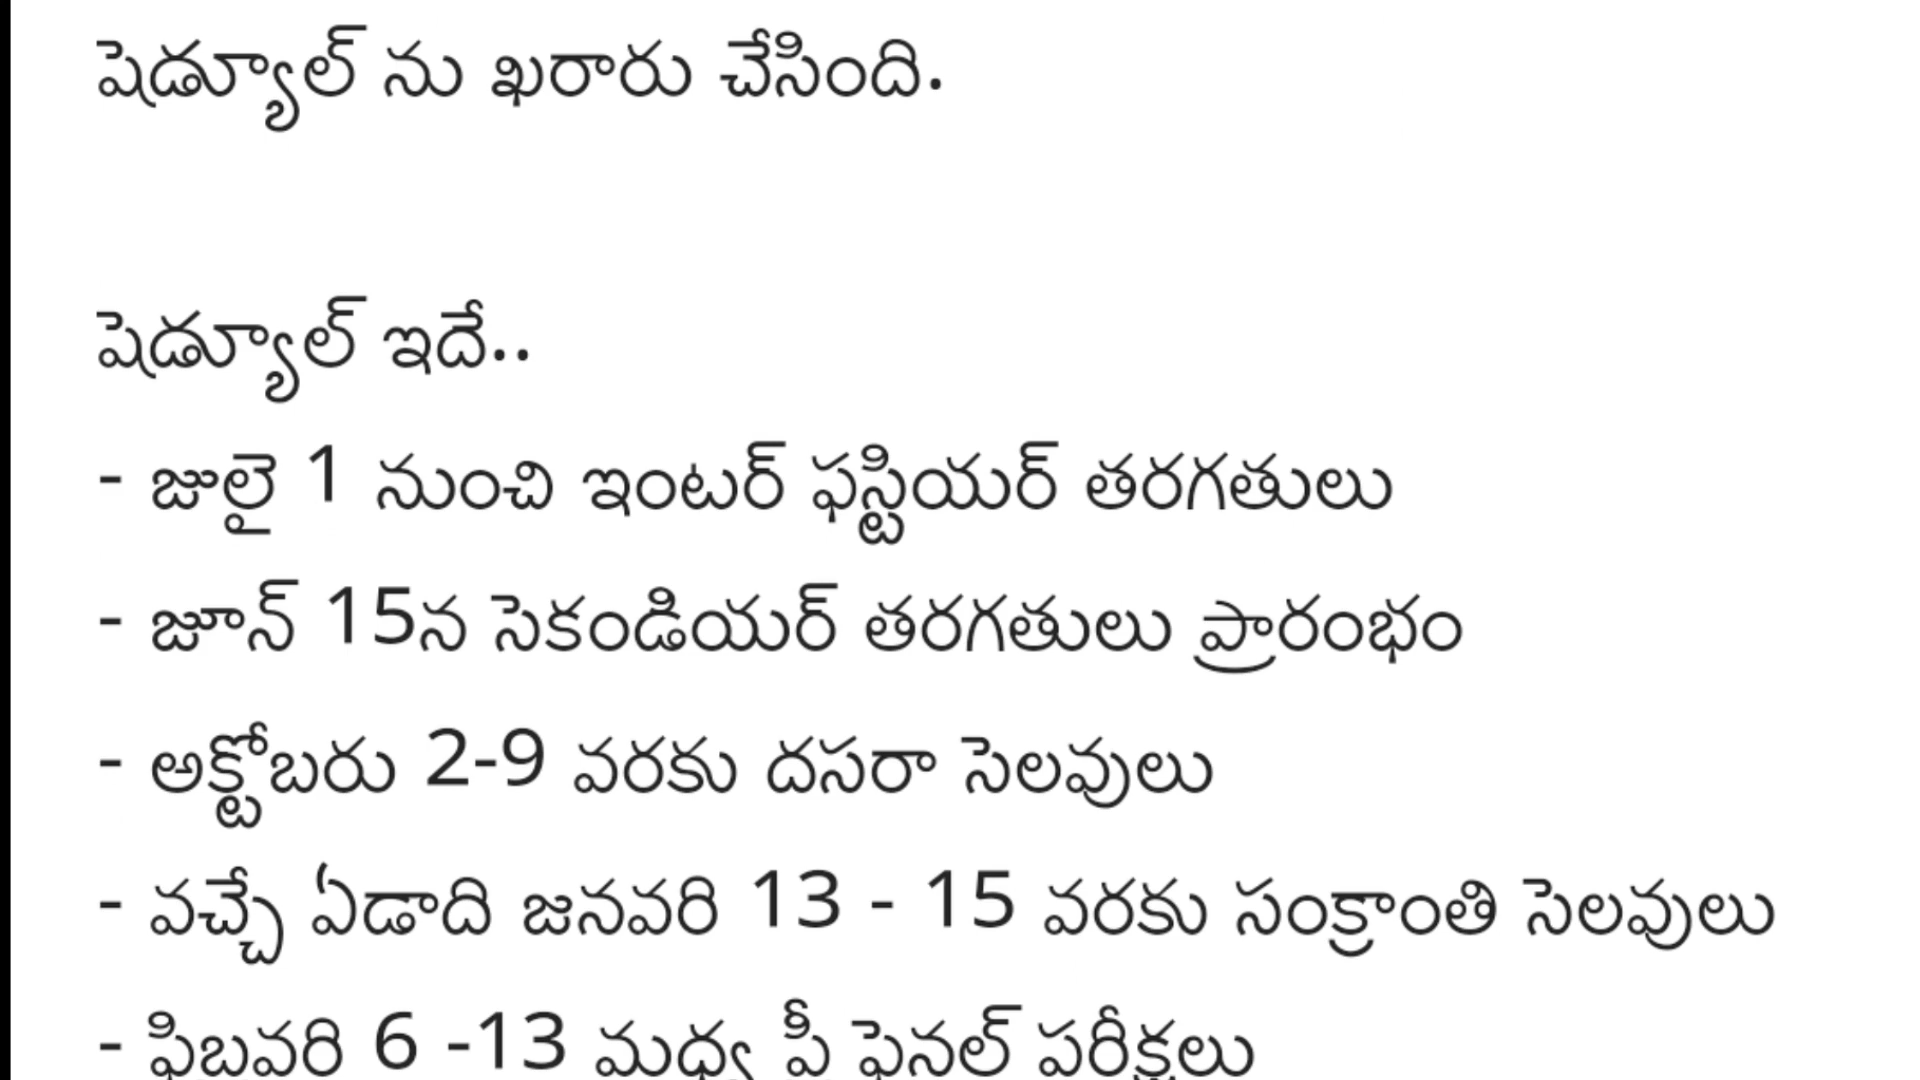 షెడ్యూల్ ను ఖరారు చేసింది.
షెడ్యూల్ ఇదే..
- జులై 1 నుంచి ఇంటర్ ఫస్టియర్ తరగతులు
- జూన్ 15న సెకండియర్ తరగతులు ప్రారంభం
- అక్టోబరు 2-9 వరకు దసరా సెలవులు
- వచ్చే ఏడాది జనవరి 13 - 15 వరకు సంక్రాంతి సెలవులు
- ఫిబవరి 6 -13 మధ్య పీ ఫైనల్ పరీక్షలు